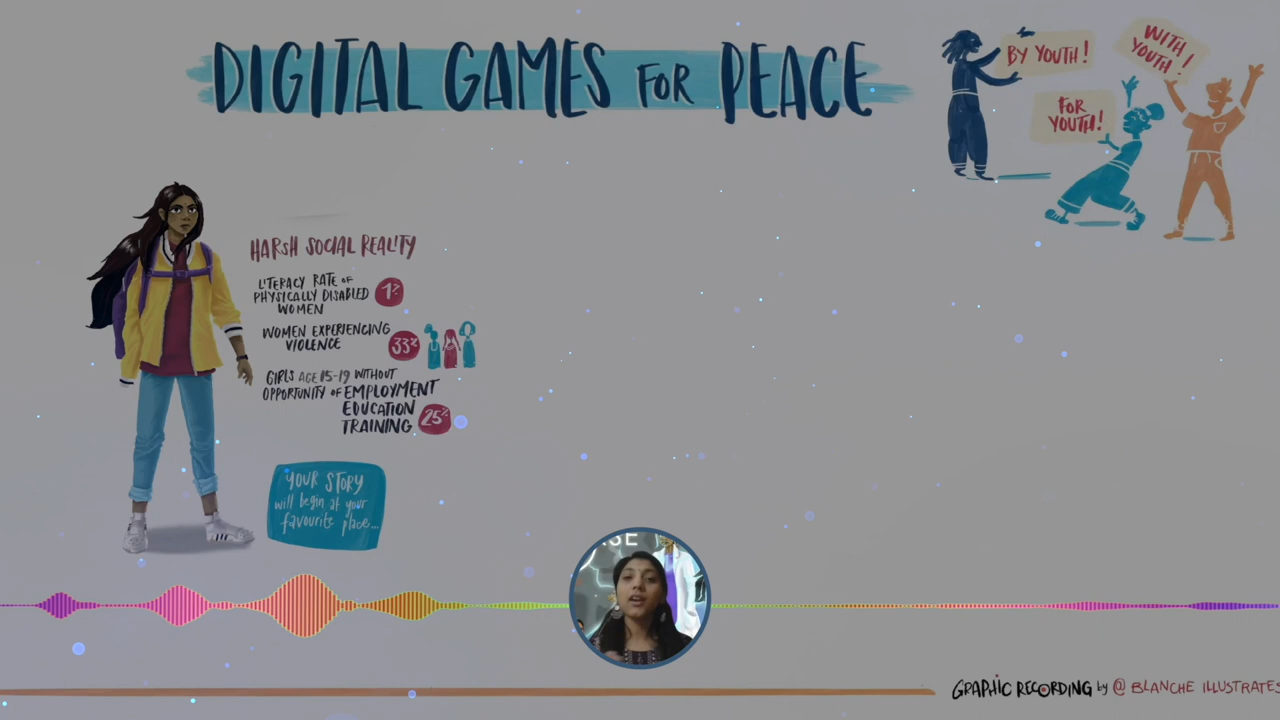 DIGITAL GAMES FOR PEACE
BY YOUTH!
WITH
YOUTH!
FOR
YOUTH!
HARSH SOCIAL REALITY
LITERACY RATE OF
PHYSICALLY DISABLED
WOMEN
1%
WOMEN EXPERIENCING
VIOLENCE
33%
GIRLS AGE 15-19 WITHOUT
OPPORTUNITY OF EMPLOYMENT
EDUCATION
TRAINING
25%
YOUR STORY
will begin at your
favourite place...
GRAPHIC RECORDING by @ BLANCHE ILLUSTRATES